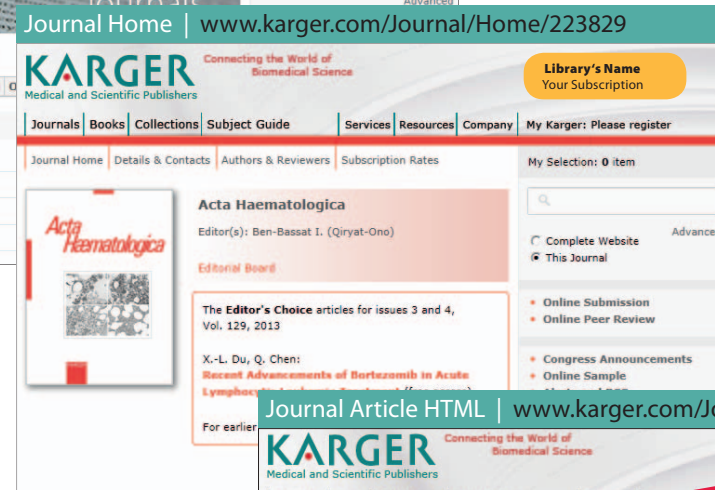 Advanced
Journal Home | www.karger.com/Journal/Home/223829
KARGER
Medical and Scientific Publishers
Connecting the World of
Biomedical Science
Library's Name
Your Subscription
Journals Books Collections Subject Guide Services Resources Company My Karger: Please register
Journal Home Details & Contacts Authors & Reviewers Subscription Rates My Selection: 0 item
Acta
Haematologica
Acta Haematologica
Editor(s): Ben-Bassat I. (Qiryat-Ono)
Editorial Board
Complete Website
This Journal
The Editor's Choice articles for issues 3 and 4,
Vol. 129, 2013
X.-L. Du, Q. Chen:
Recent Advancements of Bortezomib in Acute
For earlier
Online Submission
Online Peer Review
Congress Announcements
Online Sample
Journal Article HTML | www.karger.com/Jo
KARGER
Medical and Scientific Publishers
Connecting the World of
Biomedical Science